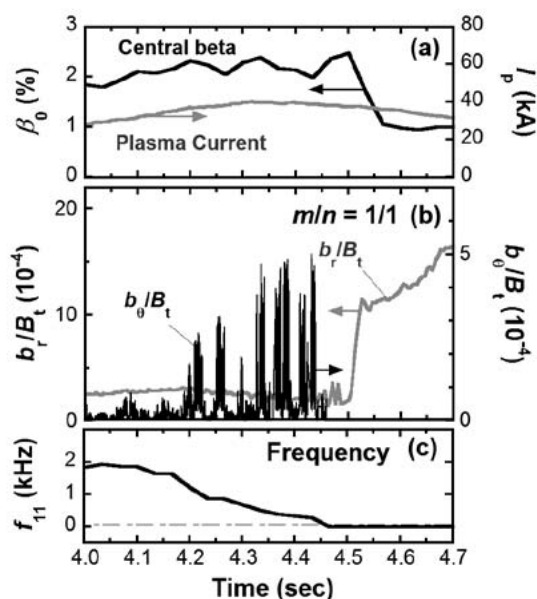 3 80
Central beta (a)
2 60
β₀ (%) Iₚ (kA)
40
1 20
Plasma Current
0 0
20 m/n = 1/1 (b)
bᵣ/Bₜ
5
bᵣ/Bₜ (10⁻⁴) bθ/Bₜ (10⁻⁴)
bθ/Bₜ
10
0 0
Frequency (c)
2
f₁₁ (kHz)
1
0
4.0 4.1 4.2 4.3 4.4 4.5 4.6 4.7
Time (sec)